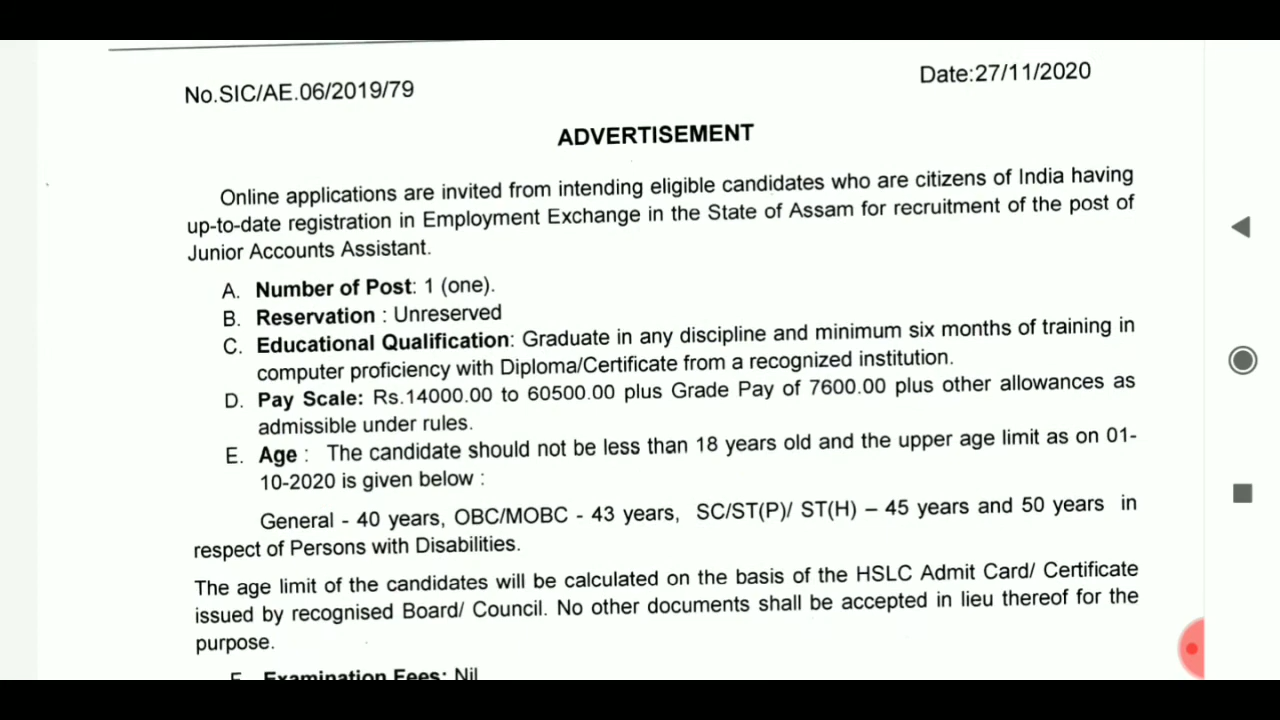 No.SIC/AE.06/2019/79
Date:27/11/2020
ADVERTISEMENT
Online applications are invited from intending eligible candidates who are citizens of India having
up-to-date registration in Employment Exchange in the State of Assam for recruitment of the post of
Junior Accounts Assistant.
A. Number of Post: 1 (one).
B. Reservation : Unreserved
C. Educational Qualification: Graduate in any discipline and minimum six months of training in
computer proficiency with Diploma/Certificate from a recognized institution.
D. Pay Scale: Rs.14000.00 to 60500.00 plus Grade Pay of 7600.00 plus other allowances as
admissible under rules.
E. Age : The candidate should not be less than 18 years old and the upper age limit as on 01-
10-2020 is given below :
General - 40 years, OBC/MOBC - 43 years, SC/ST(P)/ ST(H) – 45 years and 50 years in
respect of Persons with Disabilities.
The age limit of the candidates will be calculated on the basis of the HSLC Admit Card/ Certificate
issued by recognised Board/ Council. No other documents shall be accepted in lieu thereof for the
purpose.
F. Examination Fees: Nil